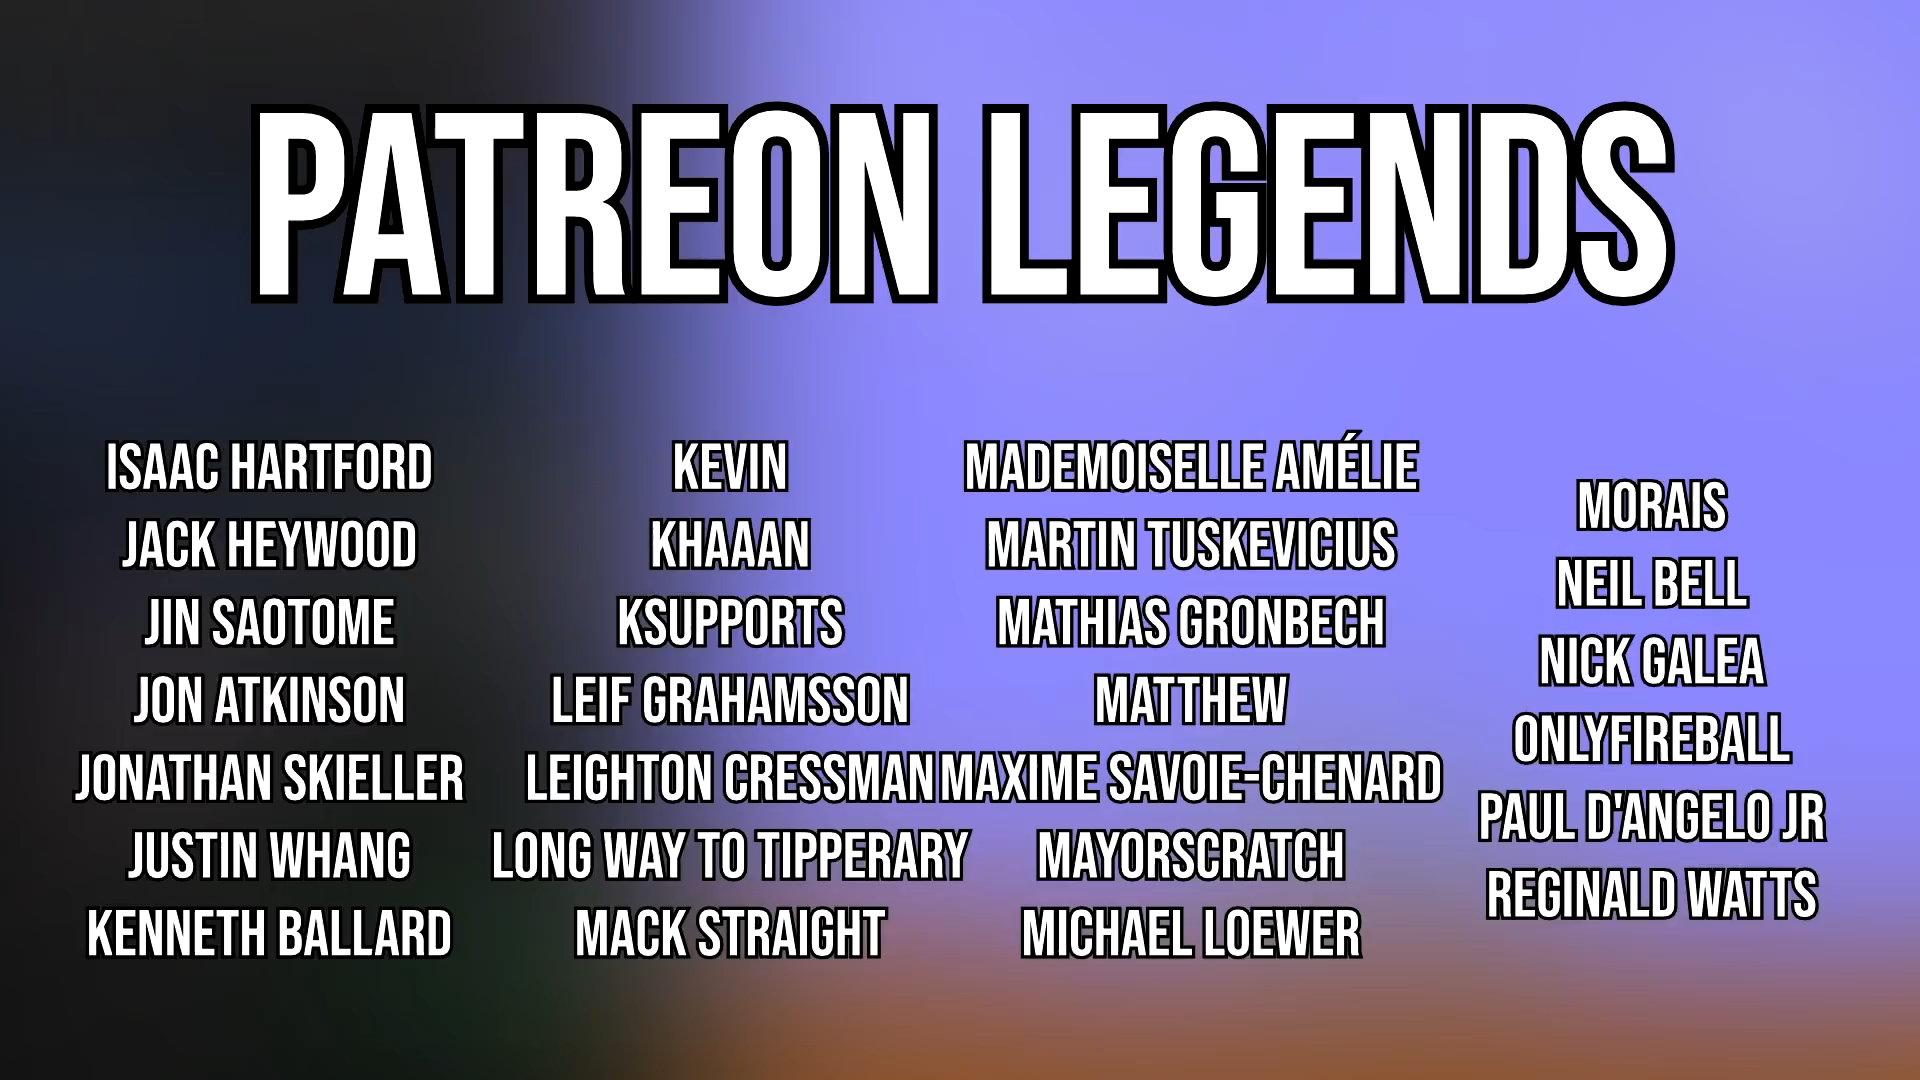 PATREON LEGENDS
ISAAC HARTFORD
JACK HEYWOOD
JIN SAOTOME
JON ATKINSON
JONATHAN SKIELLER
JUSTIN WHANG
KENNETH BALLARD
KEVIN
KHAAAN
KSUPPORTS
LEIF GRAHAMSSON
LEIGHTON CRESSMAN
LONG WAY TO TIPPERARY
MACK STRAIGHT
MADEMOISELLE AMÉLIE
MARTIN TUSKEVICIUS
MATHIAS GRONBECH
MATTHEW
MAXIME SAVOIE-CHENARD
MAYORSCRATCH
MICHAEL LOEWER
MORAIS
NEIL BELL
NICK GALEA
ONLYFIREBALL
PAUL D'ANGELO JR
REGINALD WATTS